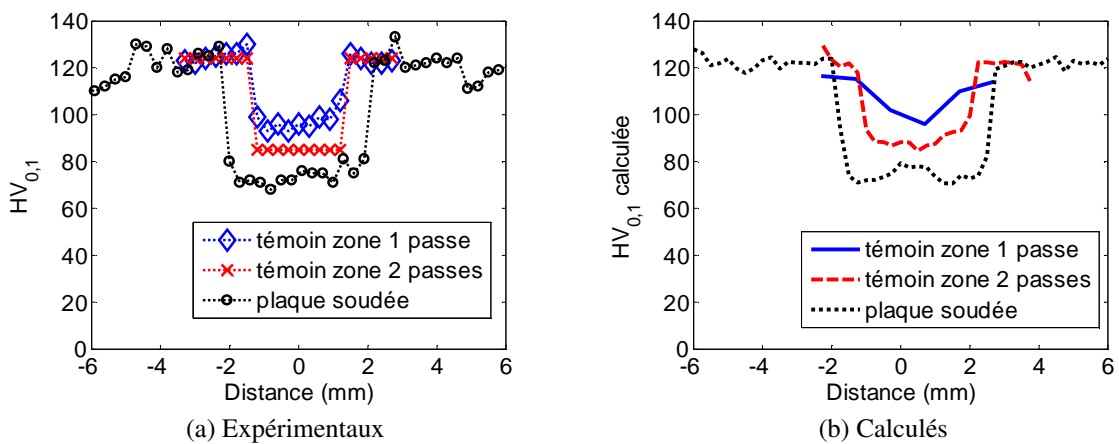 140
120
100
80
60
40
20
0
HV0,1
témoin zone 1 passe
témoin zone 2 passes
plaque soudée
-6 -4 -2 0 2 4 6
Distance (mm)
(a) Expérimentaux
140
120
100
80
60
40
20
0
HV0,1 calculée
témoin zone 1 passe
témoin zone 2 passes
plaque soudée
-6 -4 -2 0 2 4 6
Distance (mm)
(b) Calculés